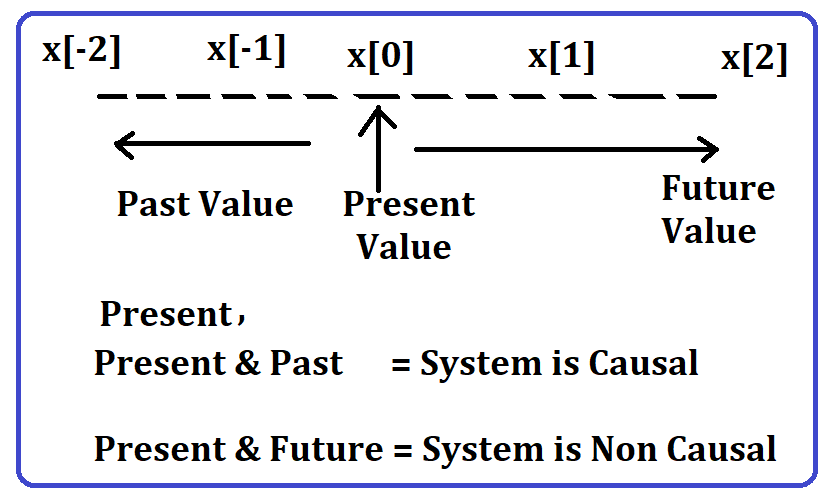 x[-2] x[-1] x[0] x[1] x[2]
Past Value
Present
Value
Future
Value
Present,
Present & Past = System is Causal
Present & Future = System is Non Causal